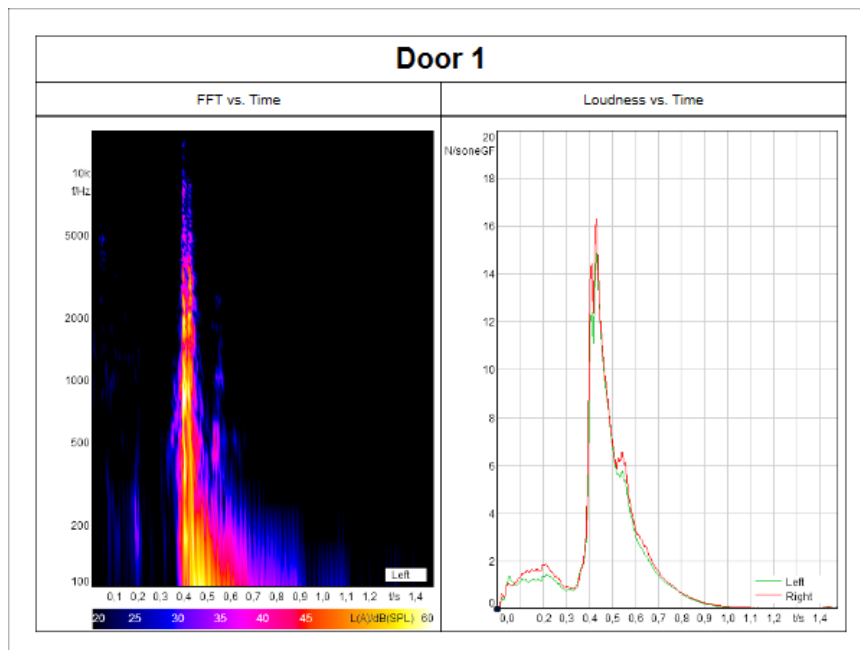 Door 1
FFT vs. Time
Loudness vs. Time
10k
f/Hz
5000
2000
1000
500
200
100
Left
0,1 0,2 0,3 0,4 0,5 0,6 0,7 0,8 0,9 1,0 1,1 1,2 t/s 1,4
20 25 30 35 40 45 L(A)/dB(SPL) 60
20
N/soneGF
18
16
14
12
10
8
6
4
2
0
Left
Right
0,0 0,1 0,2 0,3 0,4 0,5 0,6 0,7 0,8 0,9 1,0 1,1 1,2 t/s 1,4